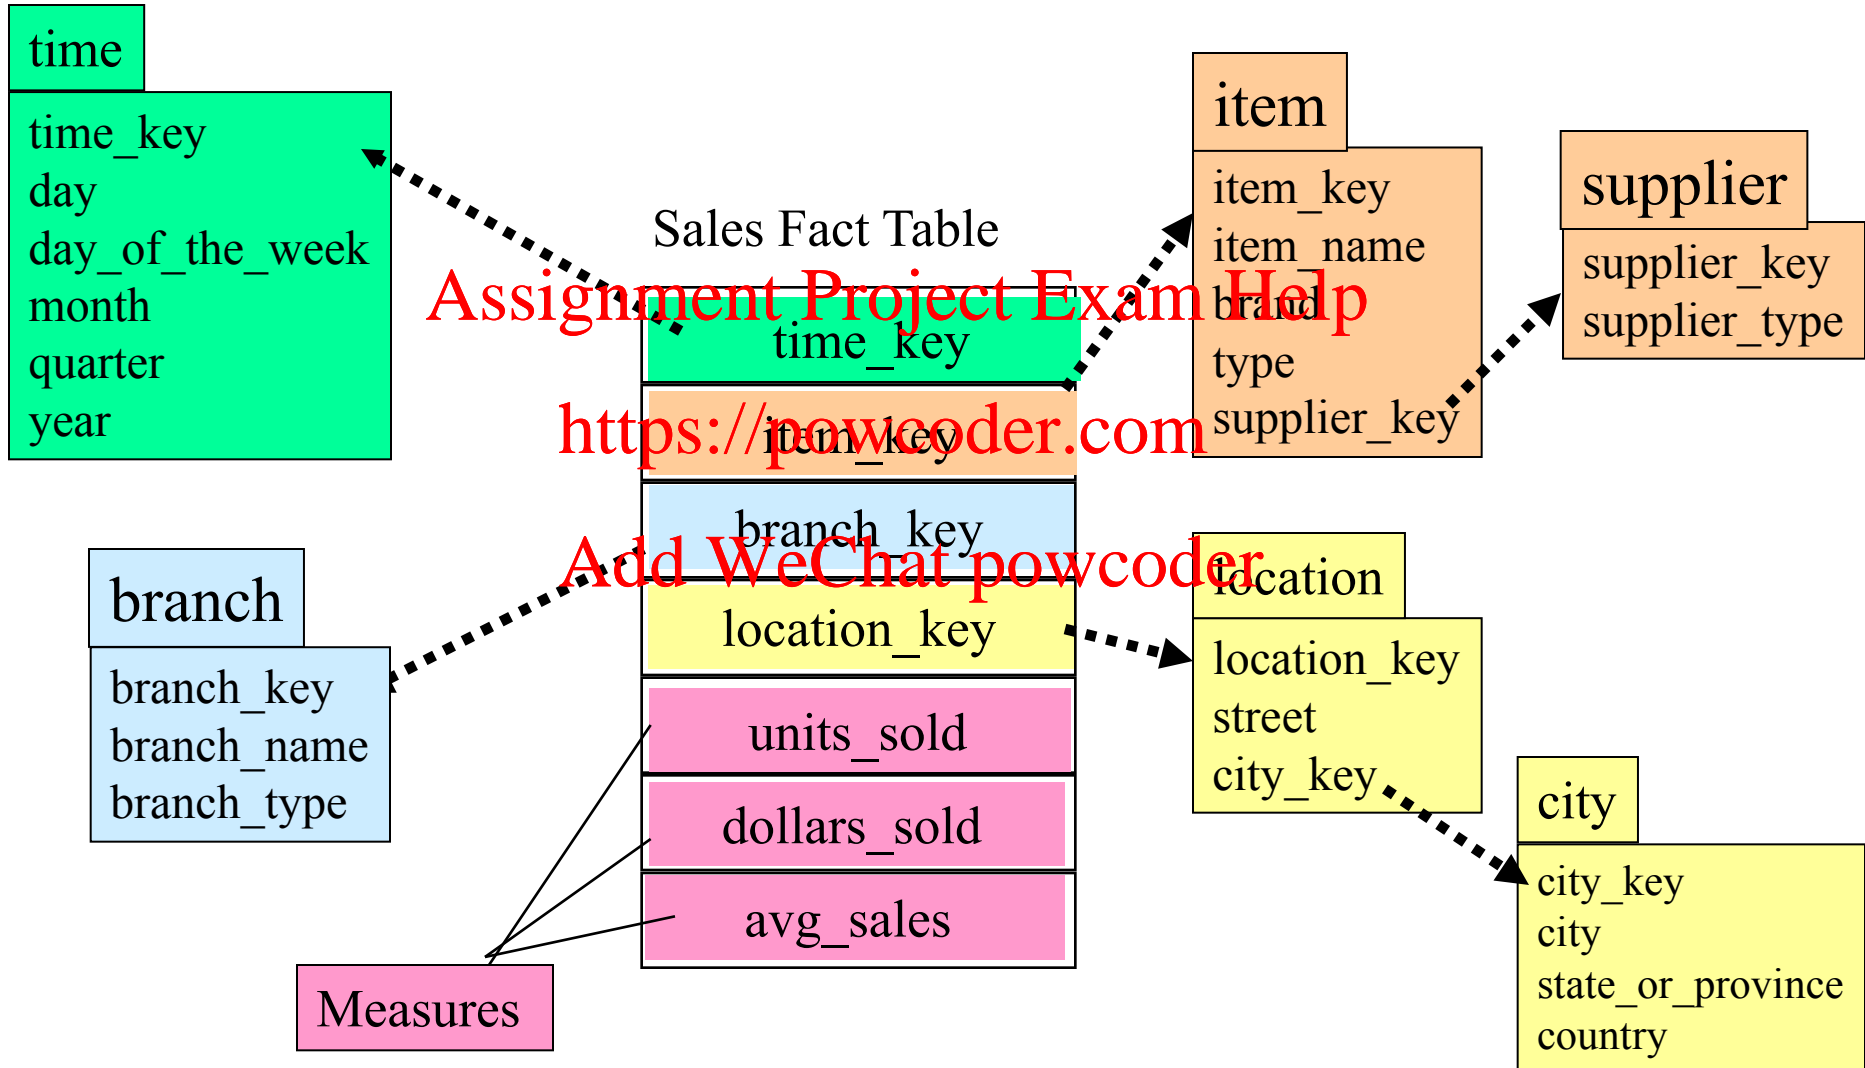 time
time_key
day
day_of_the_week
month
quarter
year
branch
branch_key
branch_name
branch_type
Sales Fact Table
Assignment Project Exam Help
time_key
https://powcoder.com
item_key
branch_key
Add WeChat powcoder
location_key
units_sold
dollars_sold
avg_sales
Measures
item
item_key
item_name
brand
type
supplier_key
supplier
supplier_key
supplier_type
location
location_key
street
city_key
city
city_key
city
state_or_province
country